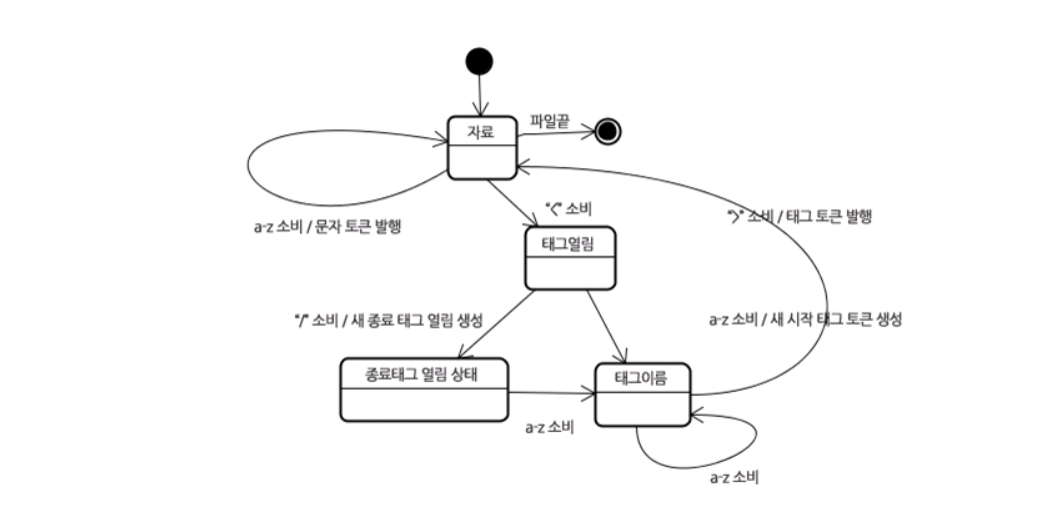 자료
파일끝
“<” 소비
“>” 소비 / 태그 토큰 발행
a-z 소비 / 문자 토큰 발행
태그열림
“/” 소비 / 새 종료 태그 열림 생성
a-z 소비 / 새 시작 태그 토큰 생성
종료태그 열림 상태
태그이름
a-z 소비
a-z 소비